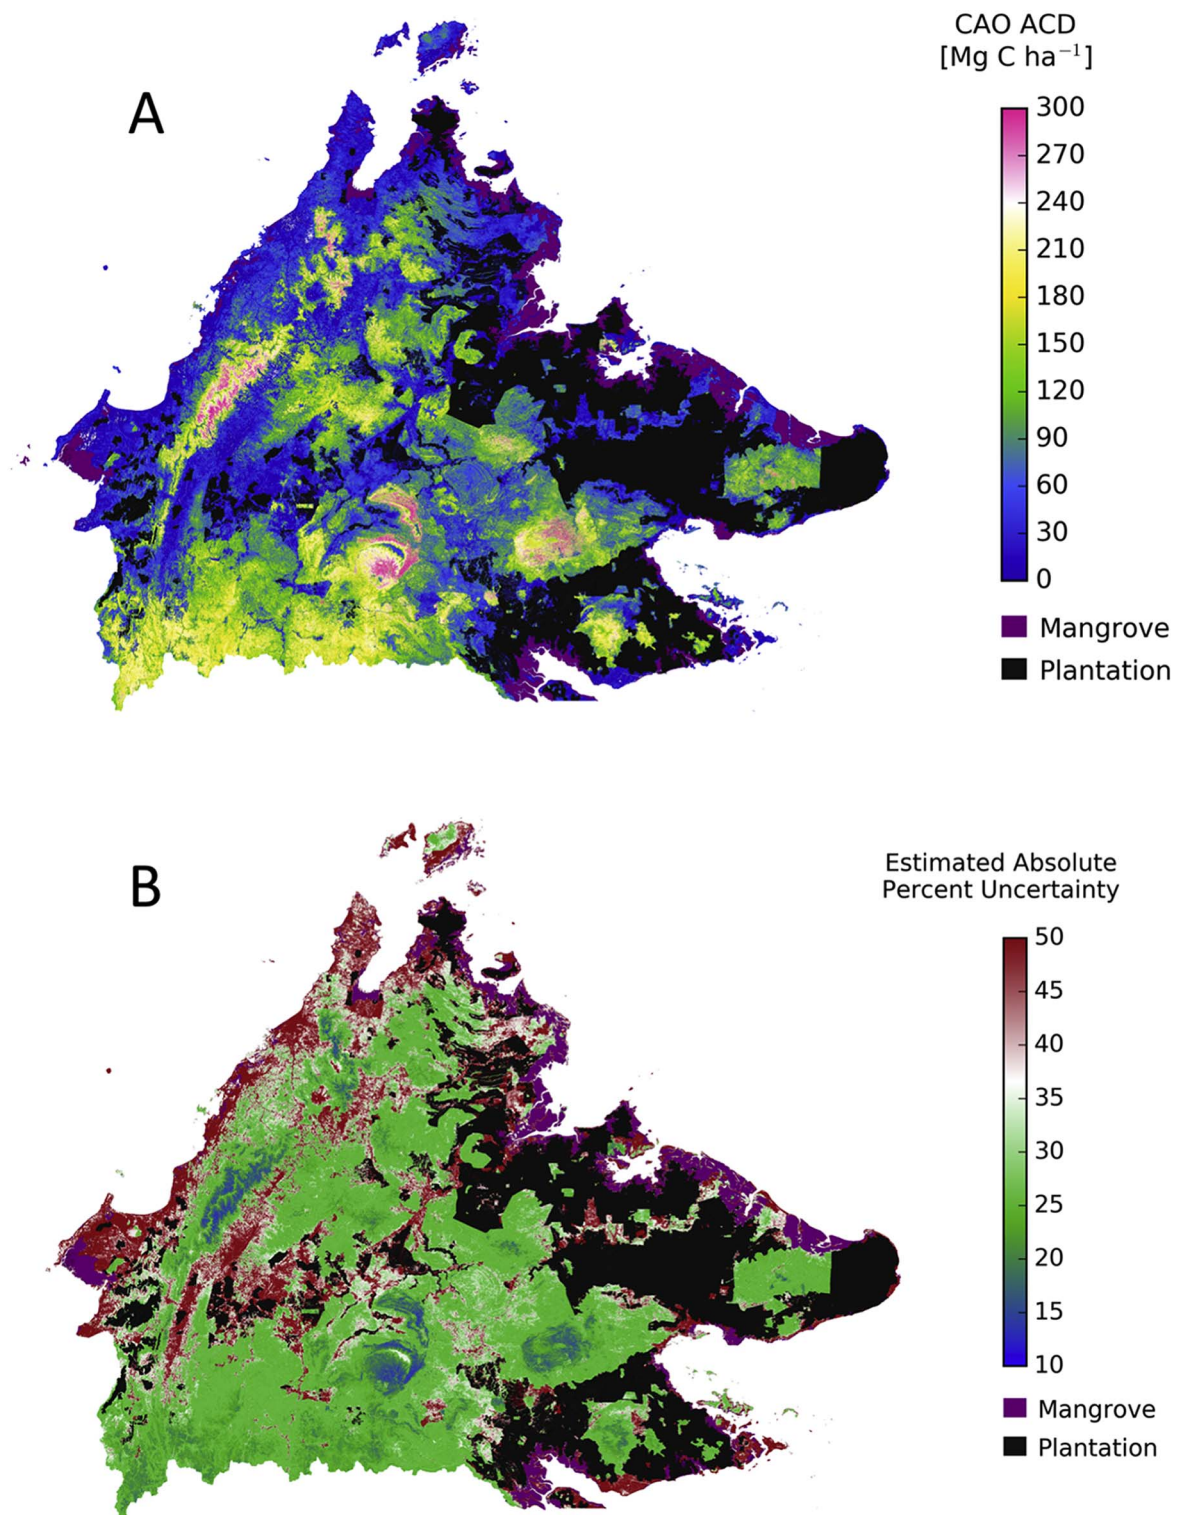 A
CAO ACD
[Mg C ha⁻¹]
300
270
240
210
180
150
120
90
60
30
0
Mangrove
Plantation
B
Estimated Absolute
Percent Uncertainty
50
45
40
35
30
25
20
15
10
Mangrove
Plantation